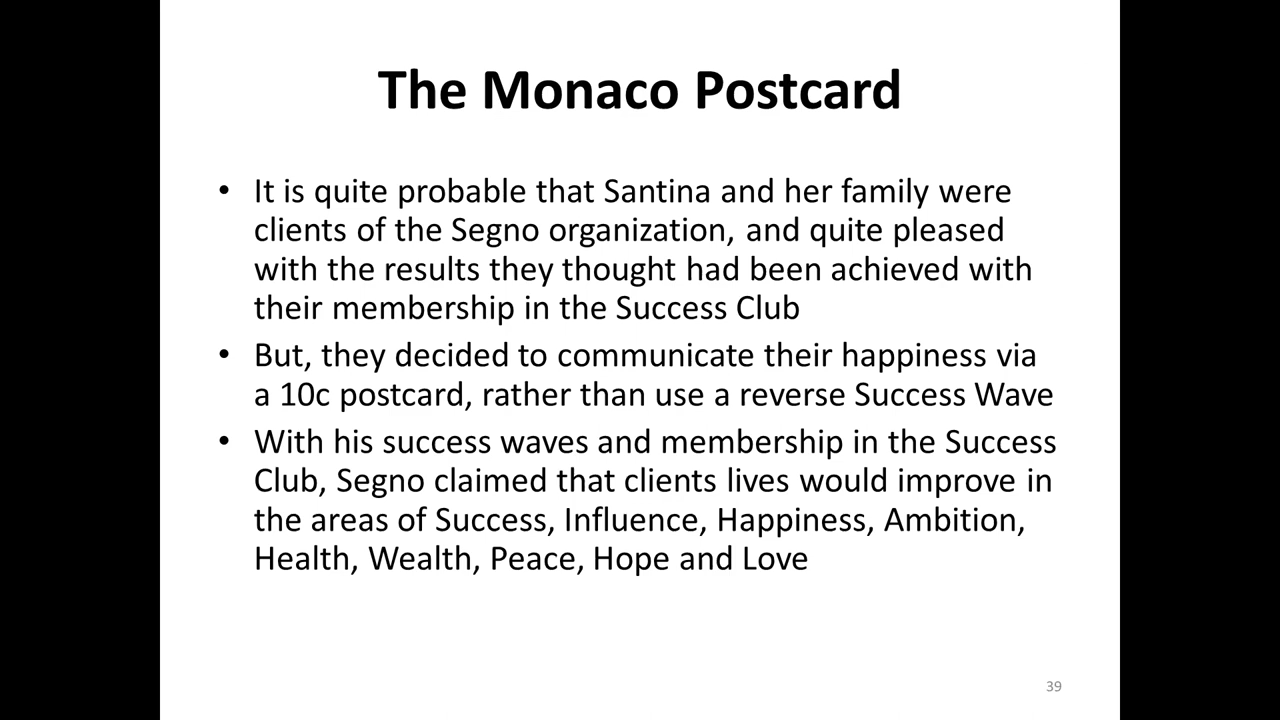 The Monaco Postcard
• It is quite probable that Santina and her family were
clients of the Segno organization, and quite pleased
with the results they thought had been achieved with
their membership in the Success Club
• But, they decided to communicate their happiness via
a 10c postcard, rather than use a reverse Success Wave
• With his success waves and membership in the Success
Club, Segno claimed that clients lives would improve in
the areas of Success, Influence, Happiness, Ambition,
Health, Wealth, Peace, Hope and Love
39